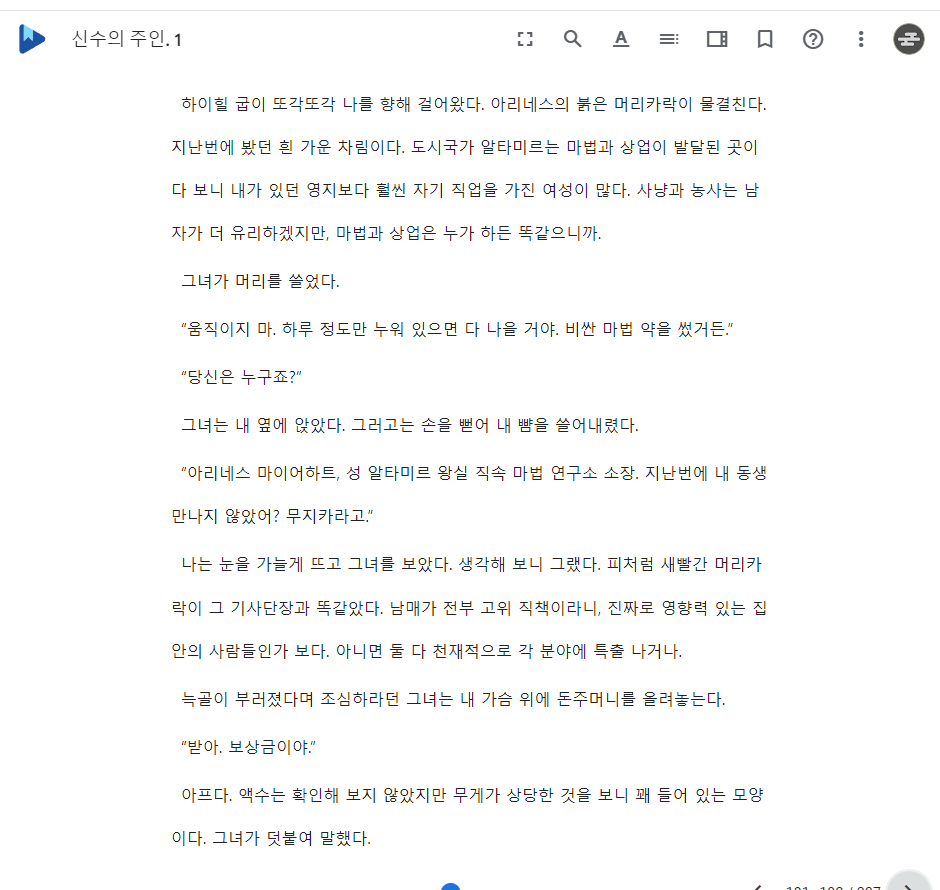 신수의 주인. 1
하이힐 굽이 또각또각 나를 향해 걸어왔다. 아리네스의 붉은 머리카락이 물결친다.
지난번에 봤던 흰 가운 차림이다. 도시국가 알타미르는 마법과 상업이 발달된 곳이
다 보니 내가 있던 영지보다 훨씬 자기 직업을 가진 여성이 많다. 사냥과 농사는 남
자가 더 유리하겠지만, 마법과 상업은 누가 하든 똑같으니까.
그녀가 머리를 쓸었다.
“움직이지 마. 하루 정도만 누워 있으면 다 나을 거야. 비싼 마법 약을 썼거든.”
“당신은 누구죠?”
그녀는 내 옆에 앉았다. 그러고는 손을 뻗어 내 뺨을 쓸어내렸다.
“아리네스 마이어하트, 성 알타미르 왕실 직속 마법 연구소 소장. 지난번에 내 동생
만나지 않았어? 무지카라고.”
나는 눈을 가늘게 뜨고 그녀를 보았다. 생각해 보니 그랬다. 피처럼 새빨간 머리카
락이 그 기사단장과 똑같았다. 남매가 전부 고위 직책이라니, 진짜로 영향력 있는 집
안의 사람들인가 보다. 아니면 둘 다 천재적으로 각 분야에 특출 나거나.
늑골이 부러졌다며 조심하라던 그녀는 내 가슴 위에 돈주머니를 올려놓는다.
“받아. 보상금이야.”
아프다. 액수는 확인해 보지 않았지만 무게가 상당한 것을 보니 꽤 들어 있는 모양
이다. 그녀가 덧붙여 말했다.